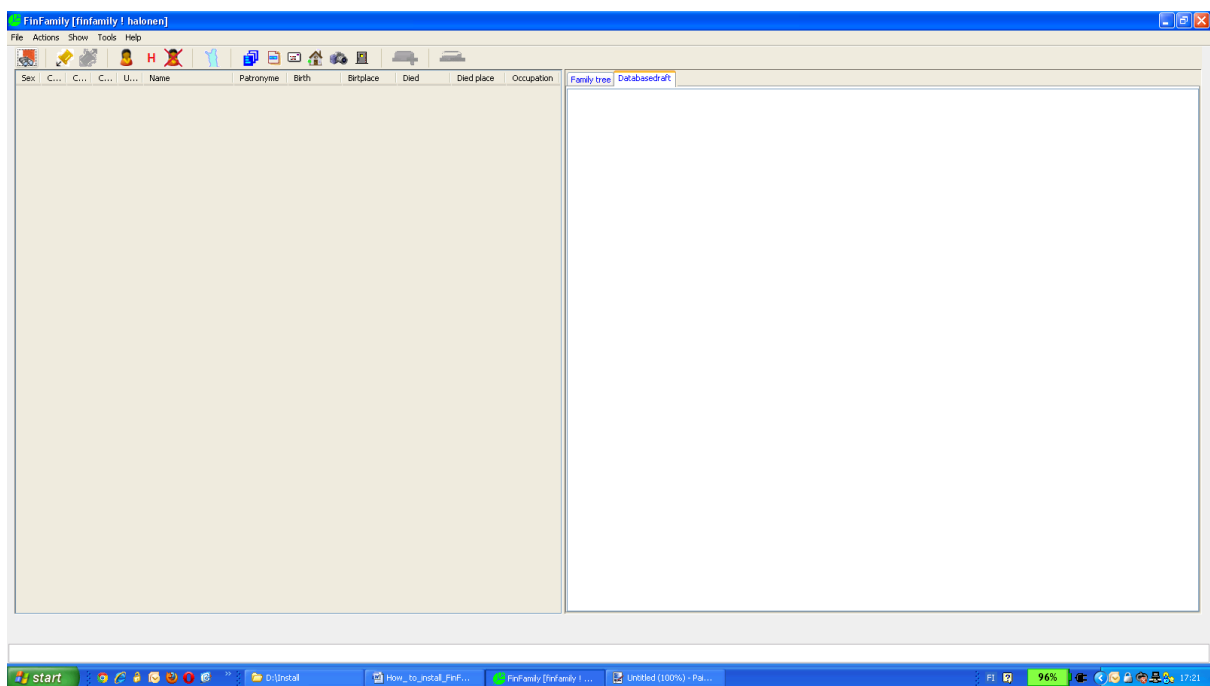 FinFamily [finfamily ! halonen]
File Actions Show Tools Help
H
Sex C... C... C... U... Name Patronyme Birth Birtplace Died Died place Occupation
Family tree Databasedraft
start D:\Install How_to_install_FinF... FinFamily [finfamily ! ... Untitled (100%) - Pai... FI 96% 17:21